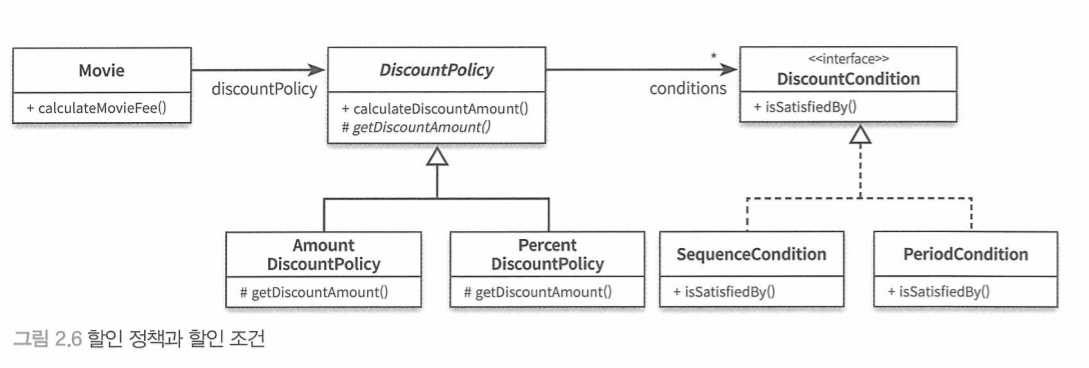 Movie
+ calculateMovieFee()
discountPolicy
DiscountPolicy
+ calculateDiscountAmount()
# getDiscountAmount()
*
conditions
<<interface>>
DiscountCondition
+ isSatisfiedBy()
Amount
DiscountPolicy
# getDiscountAmount()
Percent
DiscountPolicy
# getDiscountAmount()
SequenceCondition
+ isSatisfiedBy()
PeriodCondition
+ isSatisfiedBy()
그림 2.6 할인 정책과 할인 조건